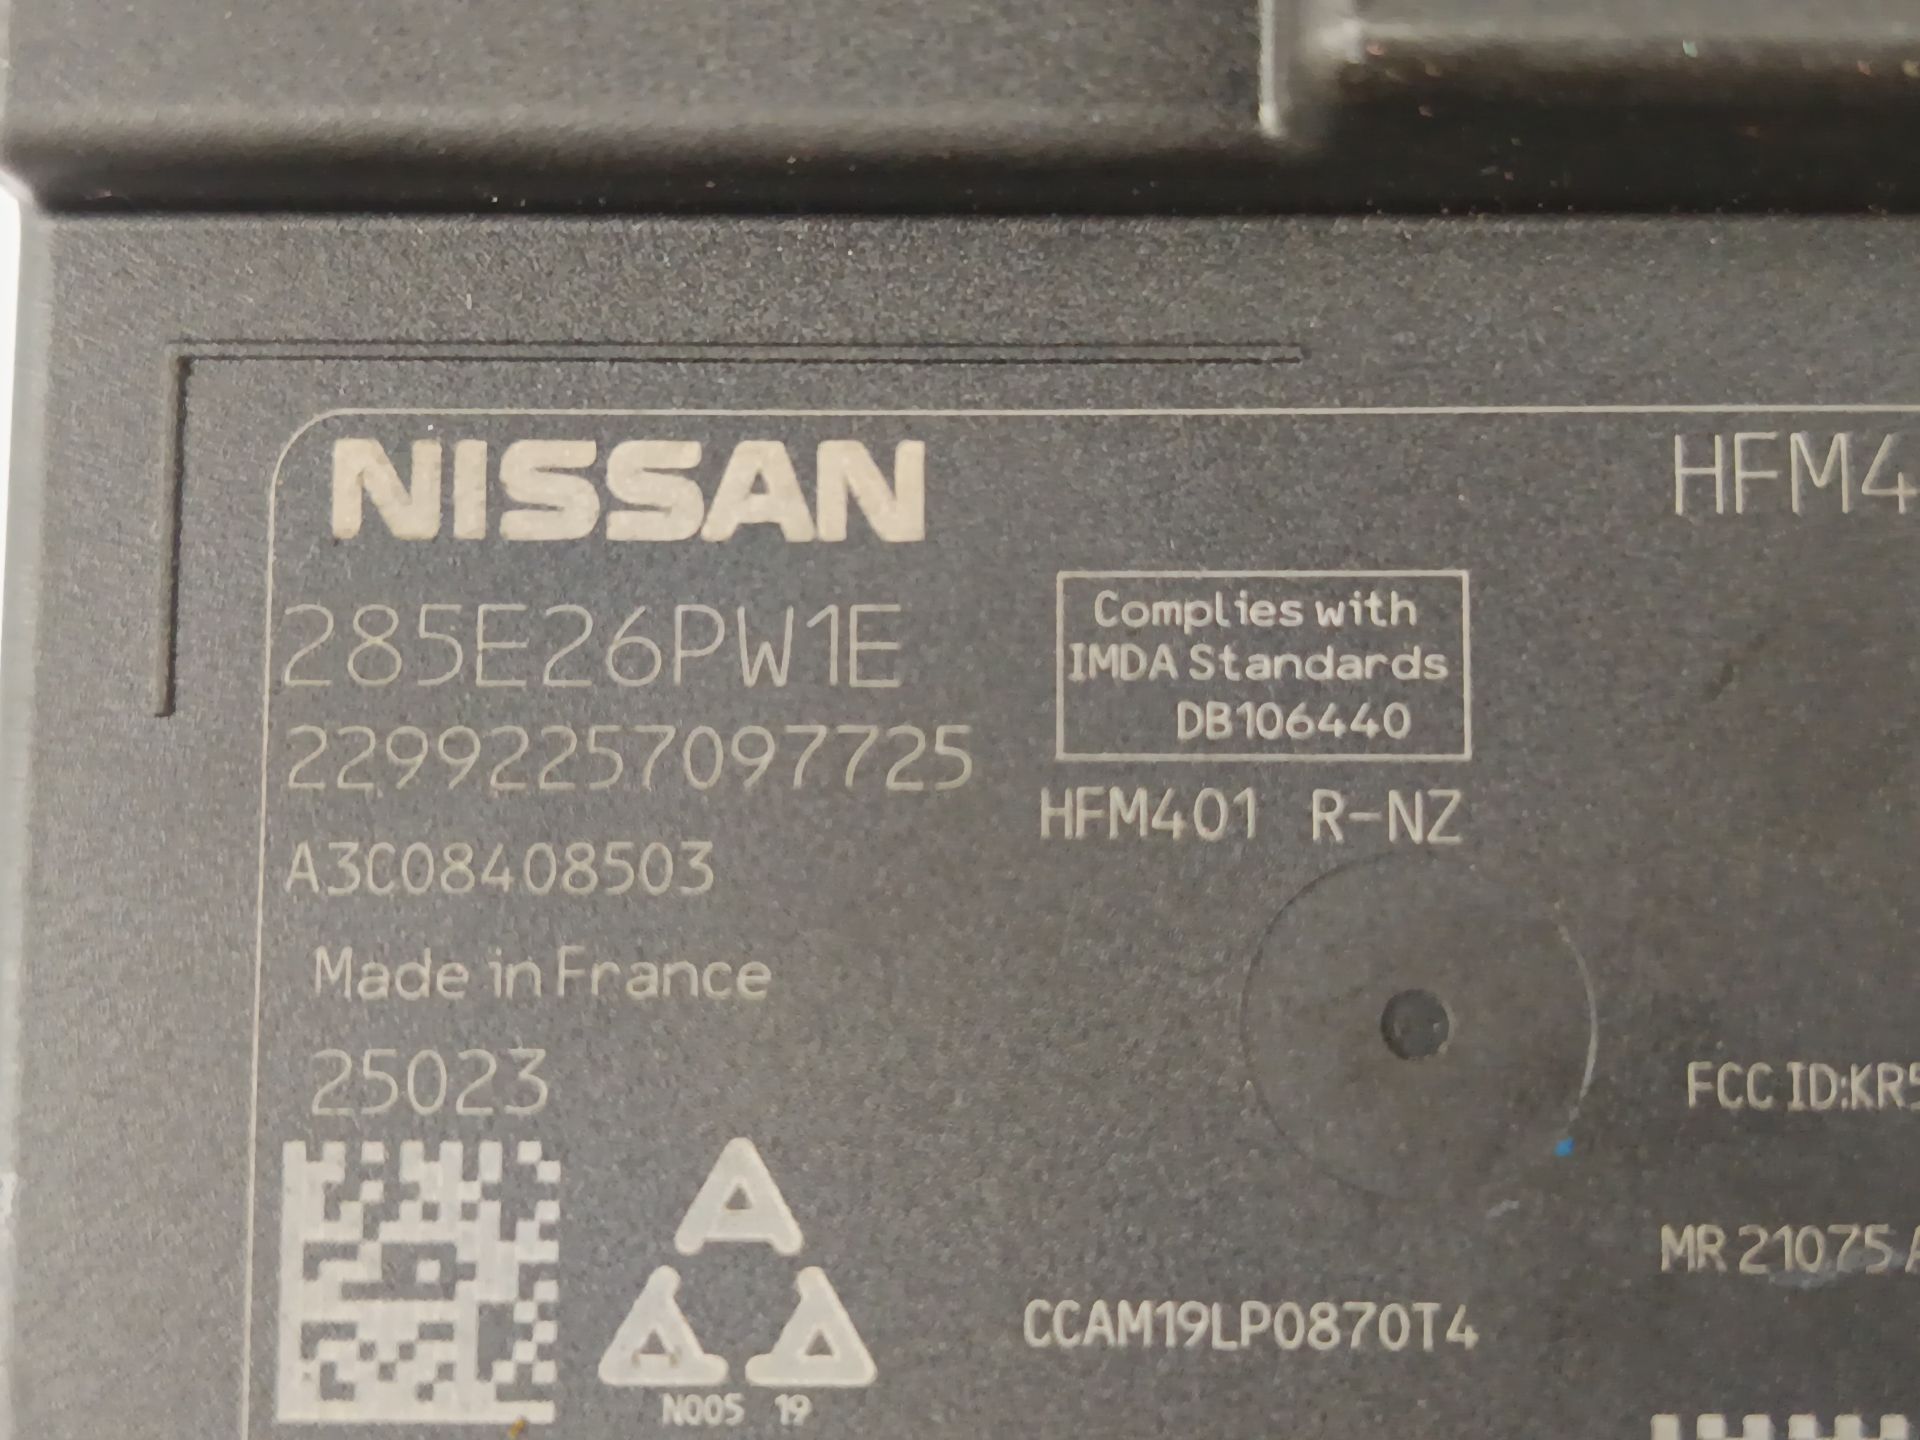 NISSAN
HFM4
285E26PW1E
Complies with
IMDA Standards
DB106440
22992257097725
HFM401 R-NZ
A3C08408503
Made in France
25023
FCC ID:KR5
MR 21075 A
CCAM19LP0870T4
N005 19